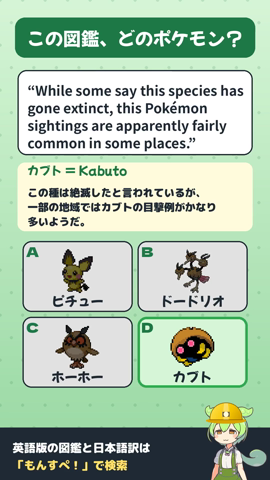 この図鑑、どのポケモン？
“While some say this species has
gone extinct, this Pokémon
sightings are apparently fairly
common in some places.”
カブト＝Kabuto
この種は絶滅したと言われているが、
一部の地域ではカブトの目撃例がかなり
多いようだ。
A
ピチュー
B
ドードリオ
C
ホーホー
D
カブト
英語版の図鑑と日本語訳は
「もんすぺ！」で検索